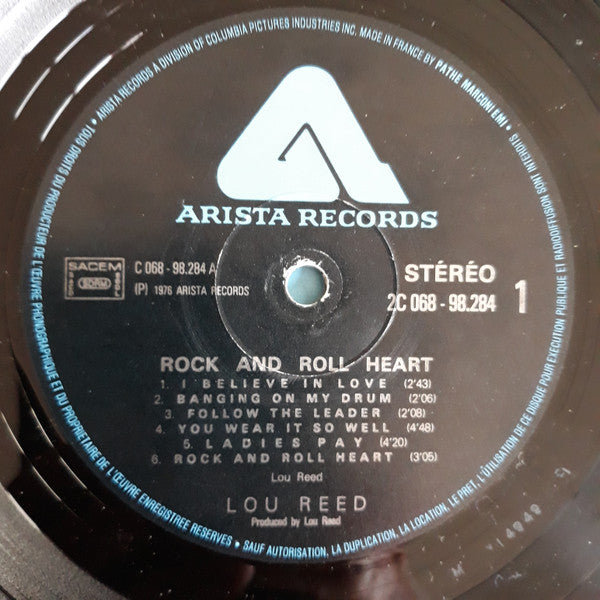 • ARISTA RECORDS A DIVISION OF COLUMBIA PICTURES INDUSTRIES INC. MADE IN FRANCE BY PATHE MARCONI EMI •
TOUS DROITS DU PRODUCTEUR DE L'ŒUVRE PHONOGRAPHIQUE ET DU PROPRIETAIRE DE L'ŒUVRE ENREGISTREE RESERVES • SAUF AUTORISATION, LA DUPLICATION, LA LOCATION, LE PRET, L'UTILISATION DE CE DISQUE POUR EXECUTION PUBLIQUE ET RADIODIFFUSION SONT INTERDITS
ARISTA RECORDS
SACEM
C 068 - 98.284 A
(P) 1976 ARISTA RECORDS
STÉRÉO
2C 068 - 98.284 1
ROCK AND ROLL HEART
1. I BELIEVE IN LOVE (2'43)
2. BANGING ON MY DRUM (2'06)
3. FOLLOW THE LEADER (2'08)
4. YOU WEAR IT SO WELL (4'48)
5. LADIES PAY (4'20)
6. ROCK AND ROLL HEART (3'05)
Lou Reed
LOU REED
Produced by Lou Reed